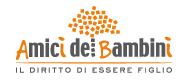 Amici dei Bambini
IL DIRITTO DI ESSERE FIGLIO